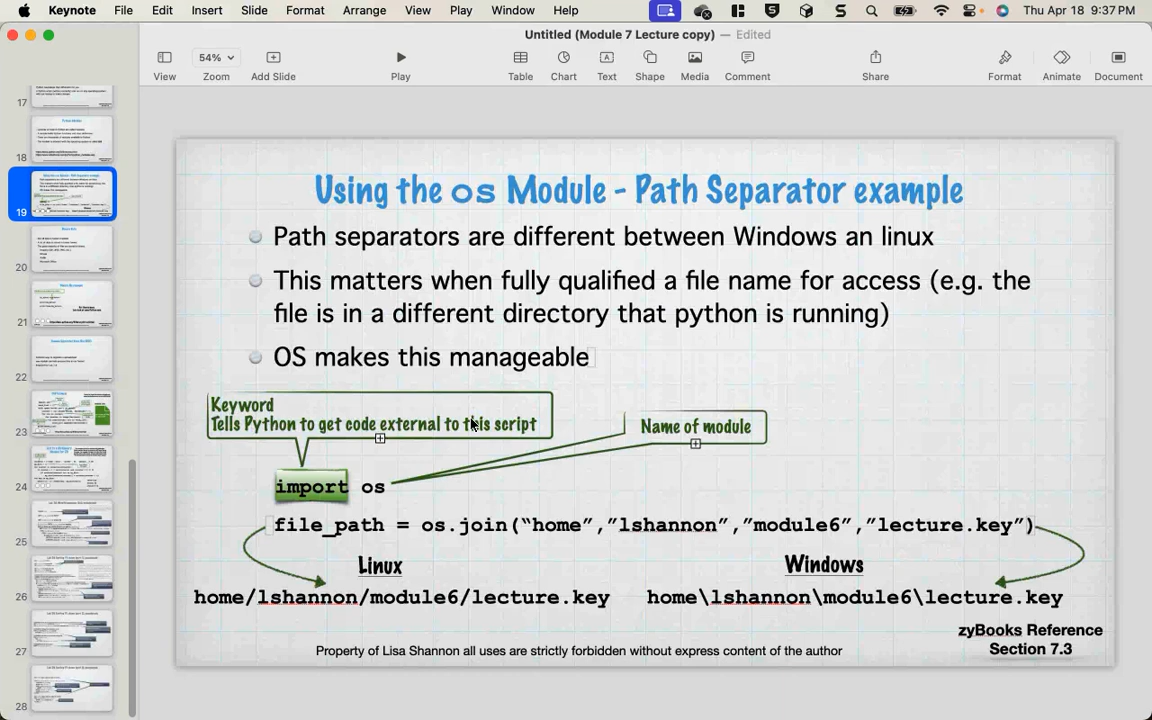 Keynote File Edit Insert Slide Format Arrange View Play Window Help Thu Apr 18 9:37 PM
Untitled (Module 7 Lecture copy) — Edited
54%
View Zoom Add Slide Play Table Chart Text Shape Media Comment Share Format Animate Document
17
18
19
20
21
22
23
24
25
26
27
28
Using the os Module - Path Separator example
Path separators are different between Windows an linux
This matters when fully qualified a file name for access (e.g. the
file is in a different directory that python is running)
OS makes this manageable
Keyword
Tells Python to get code external to this script
Name of module
import os
file_path = os.join(“home”,”lshannon”,”module6”,”lecture.key”)
Linux
Windows
home/lshannon/module6/lecture.key
home\lshannon\module6\lecture.key
zyBooks Reference
Section 7.3
Property of Lisa Shannon all uses are strictly forbidden without express content of the author